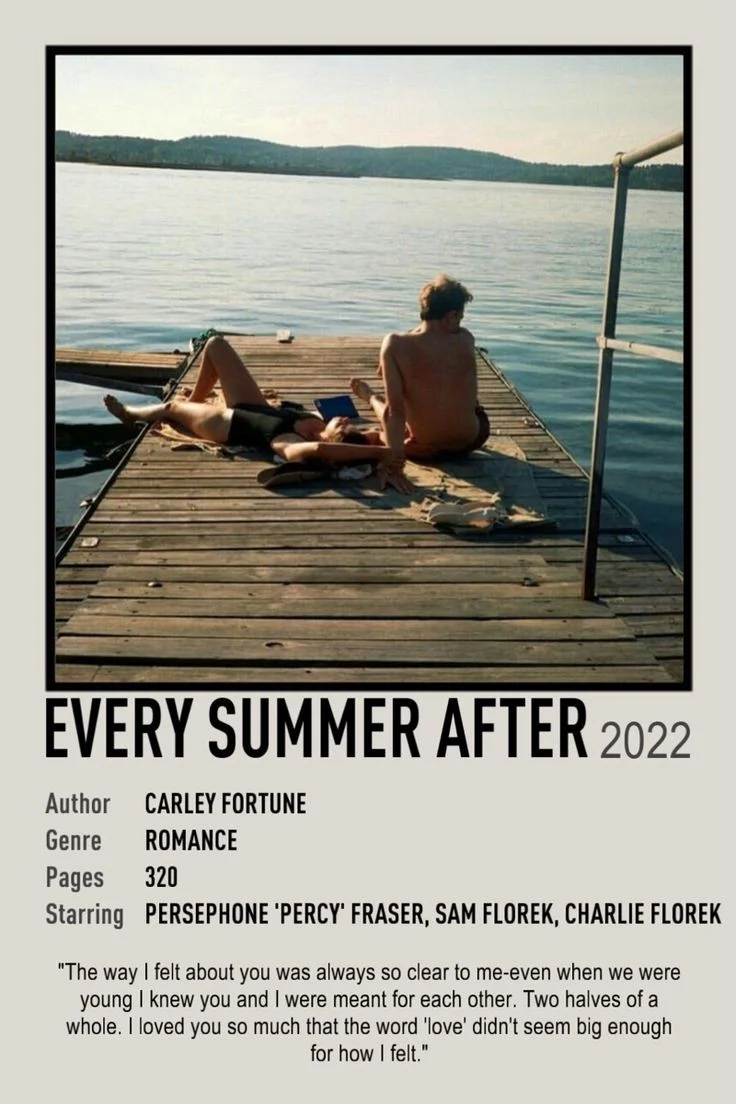 EVERY SUMMER AFTER 2022
Author CARLEY FORTUNE
Genre ROMANCE
Pages 320
Starring PERSEPHONE 'PERCY' FRASER, SAM FLOREK, CHARLIE FLOREK
"The way I felt about you was always so clear to me-even when we were
young I knew you and I were meant for each other. Two halves of a
whole. I loved you so much that the word 'love' didn't seem big enough
for how I felt."